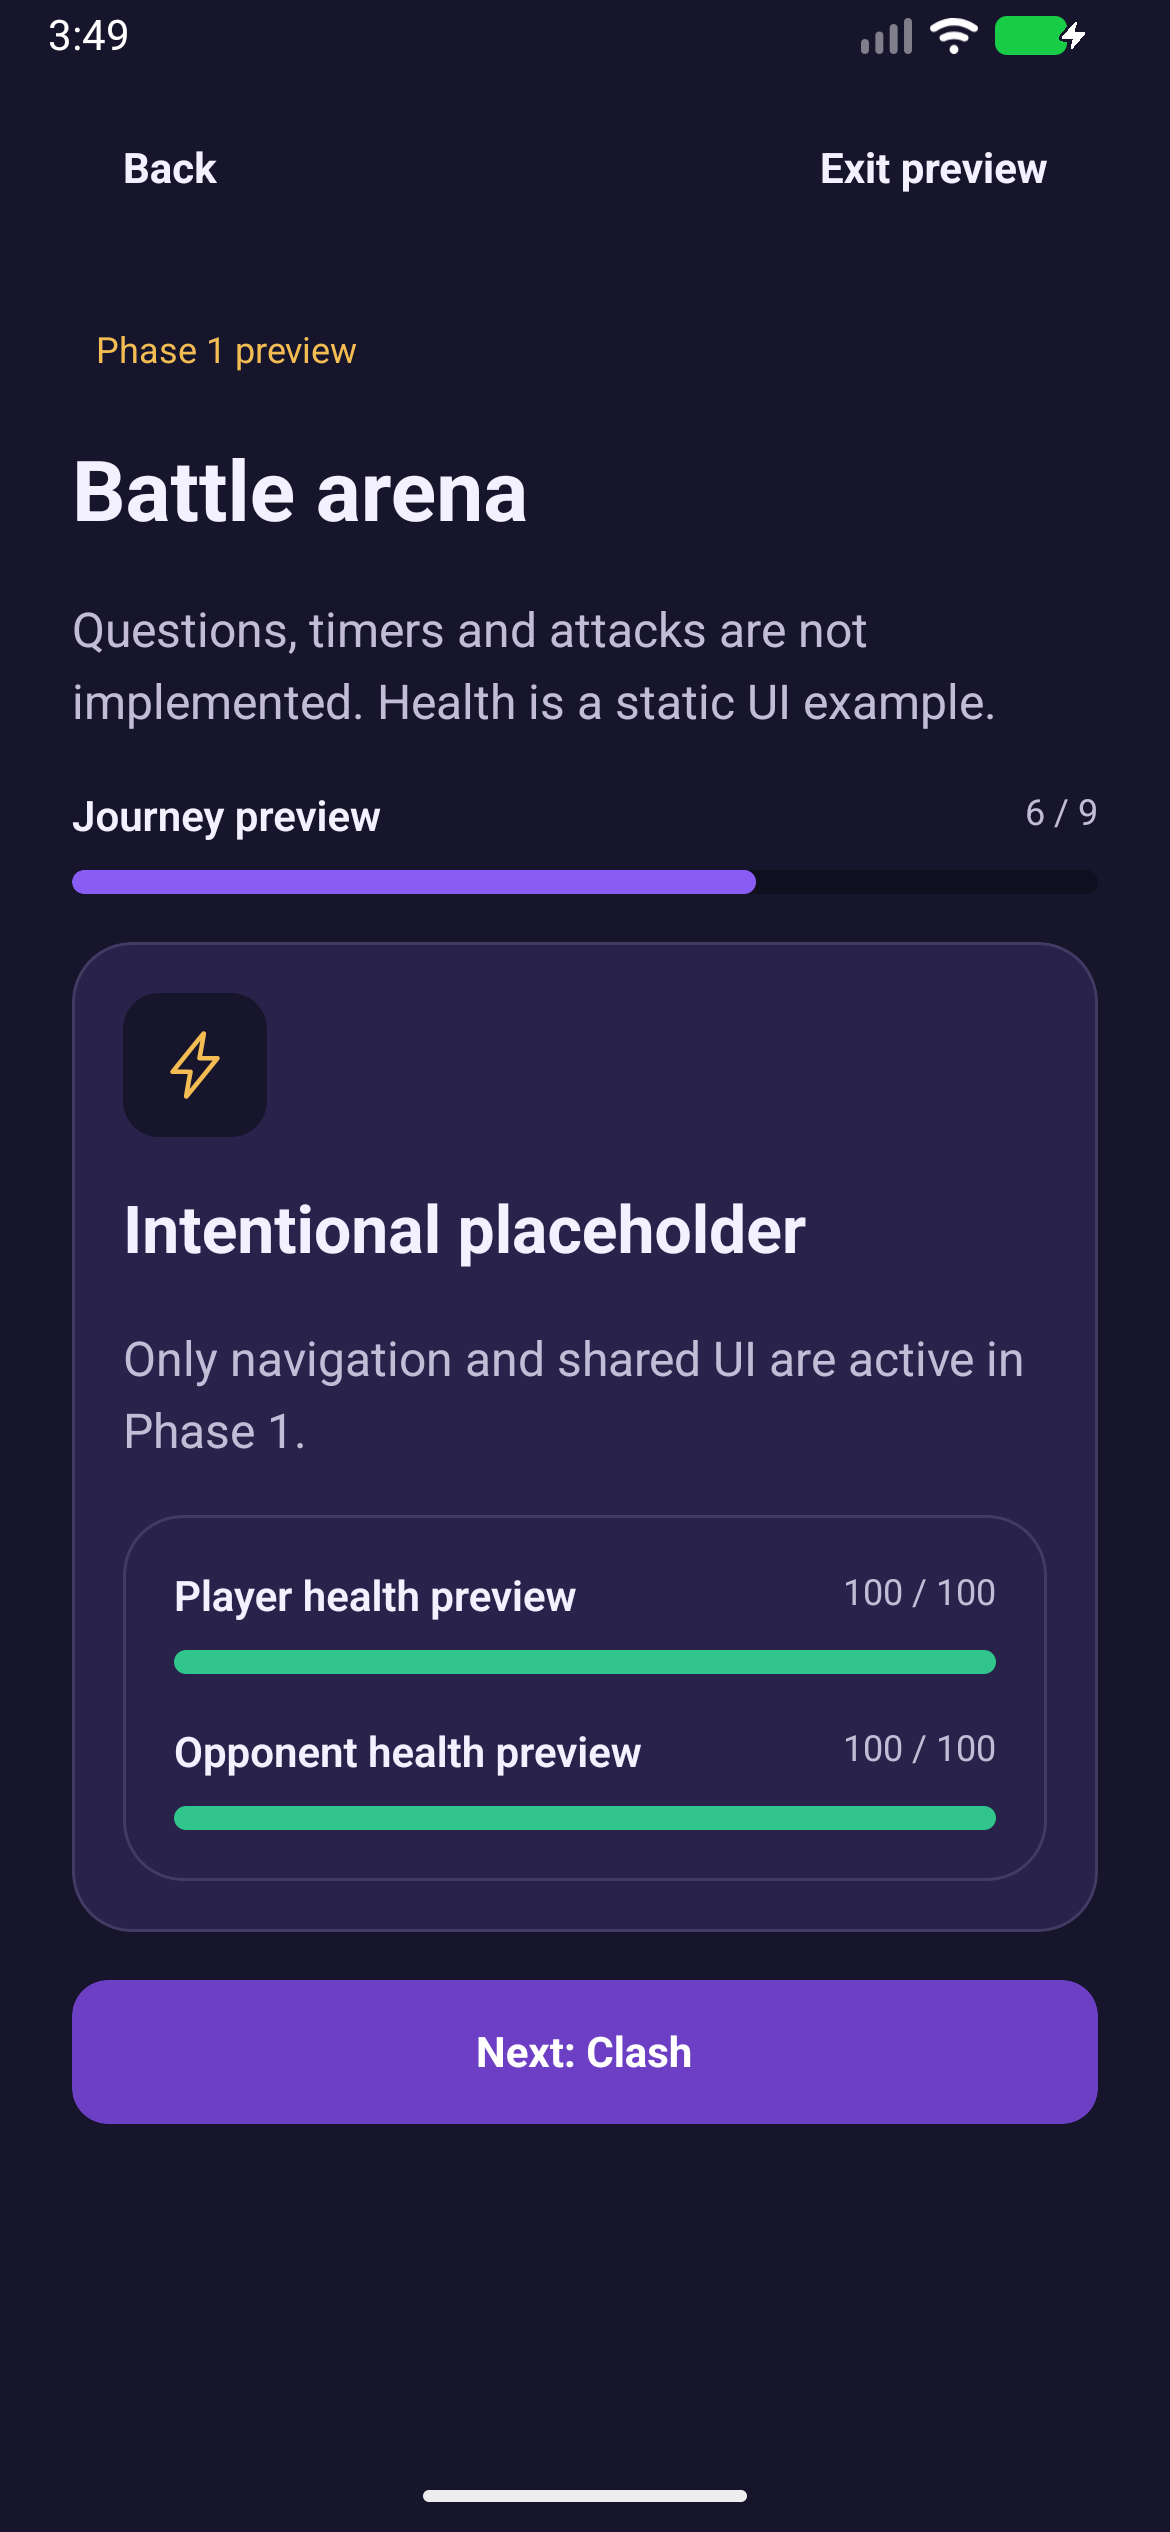 3:49
Back
Exit preview
Phase 1 preview
Battle arena
Questions, timers and attacks are not
implemented. Health is a static UI example.
Journey preview
6 / 9
Intentional placeholder
Only navigation and shared UI are active in
Phase 1.
Player health preview
100 / 100
Opponent health preview
100 / 100
Next: Clash